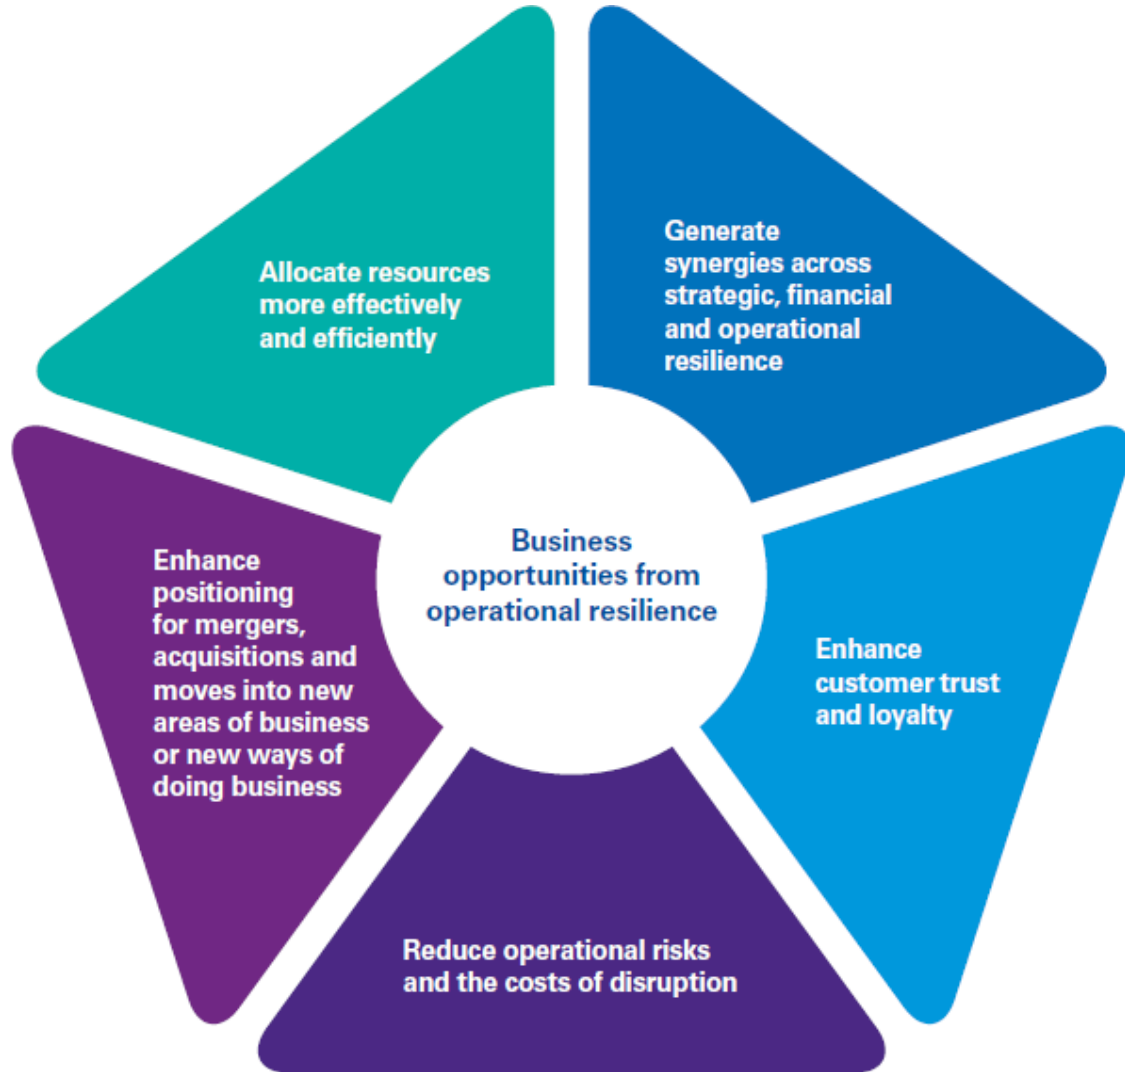 Allocate resources
more effectively
and efficiently
Generate
synergies across
strategic, financial
and operational
resilience
Business
opportunities from
operational resilience
Enhance
positioning
for mergers,
acquisitions and
moves into new
areas of business
or new ways of
doing business
Enhance
customer trust
and loyalty
Reduce operational risks
and the costs of disruption